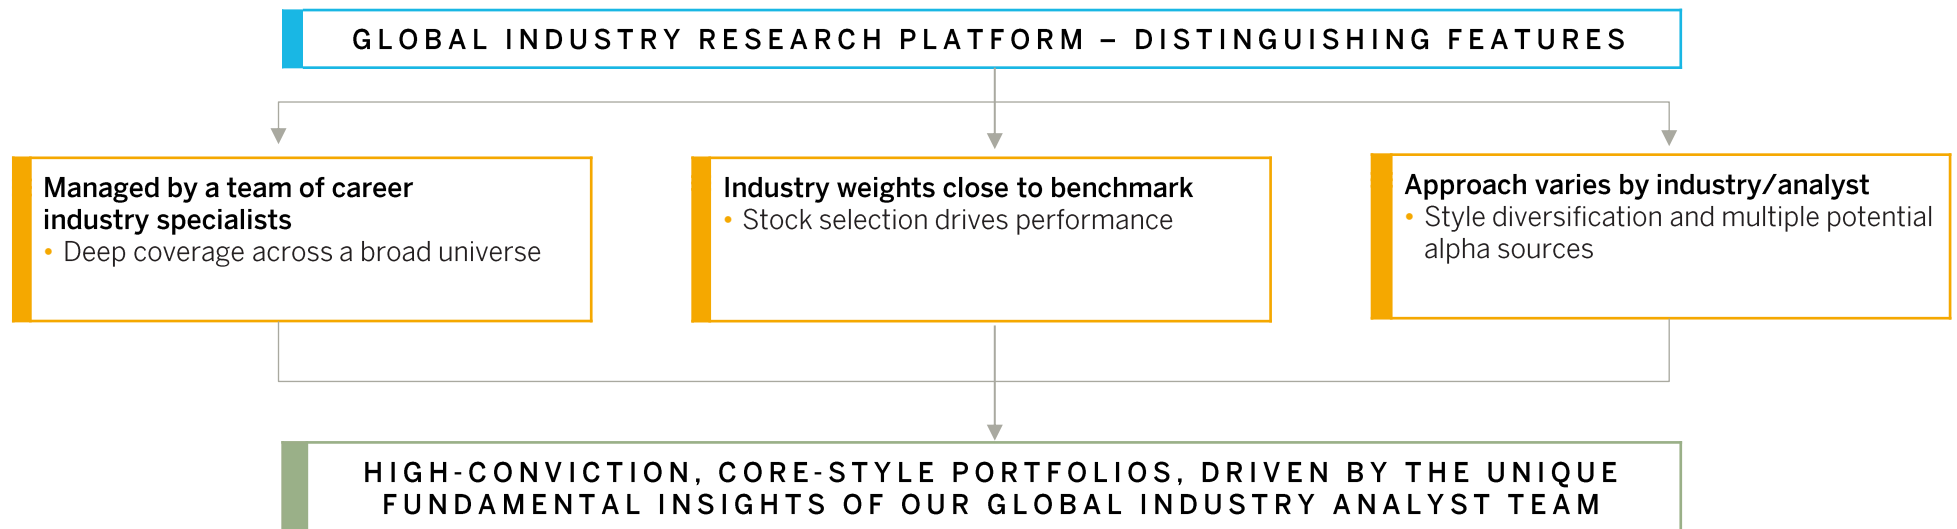 GLOBAL INDUSTRY RESEARCH PLATFORM – DISTINGUISHING FEATURES
Managed by a team of career
industry specialists
• Deep coverage across a broad universe
Industry weights close to benchmark
• Stock selection drives performance
Approach varies by industry/analyst
• Style diversification and multiple potential
alpha sources
HIGH-CONVICTION, CORE-STYLE PORTFOLIOS, DRIVEN BY THE UNIQUE
FUNDAMENTAL INSIGHTS OF OUR GLOBAL INDUSTRY ANALYST TEAM